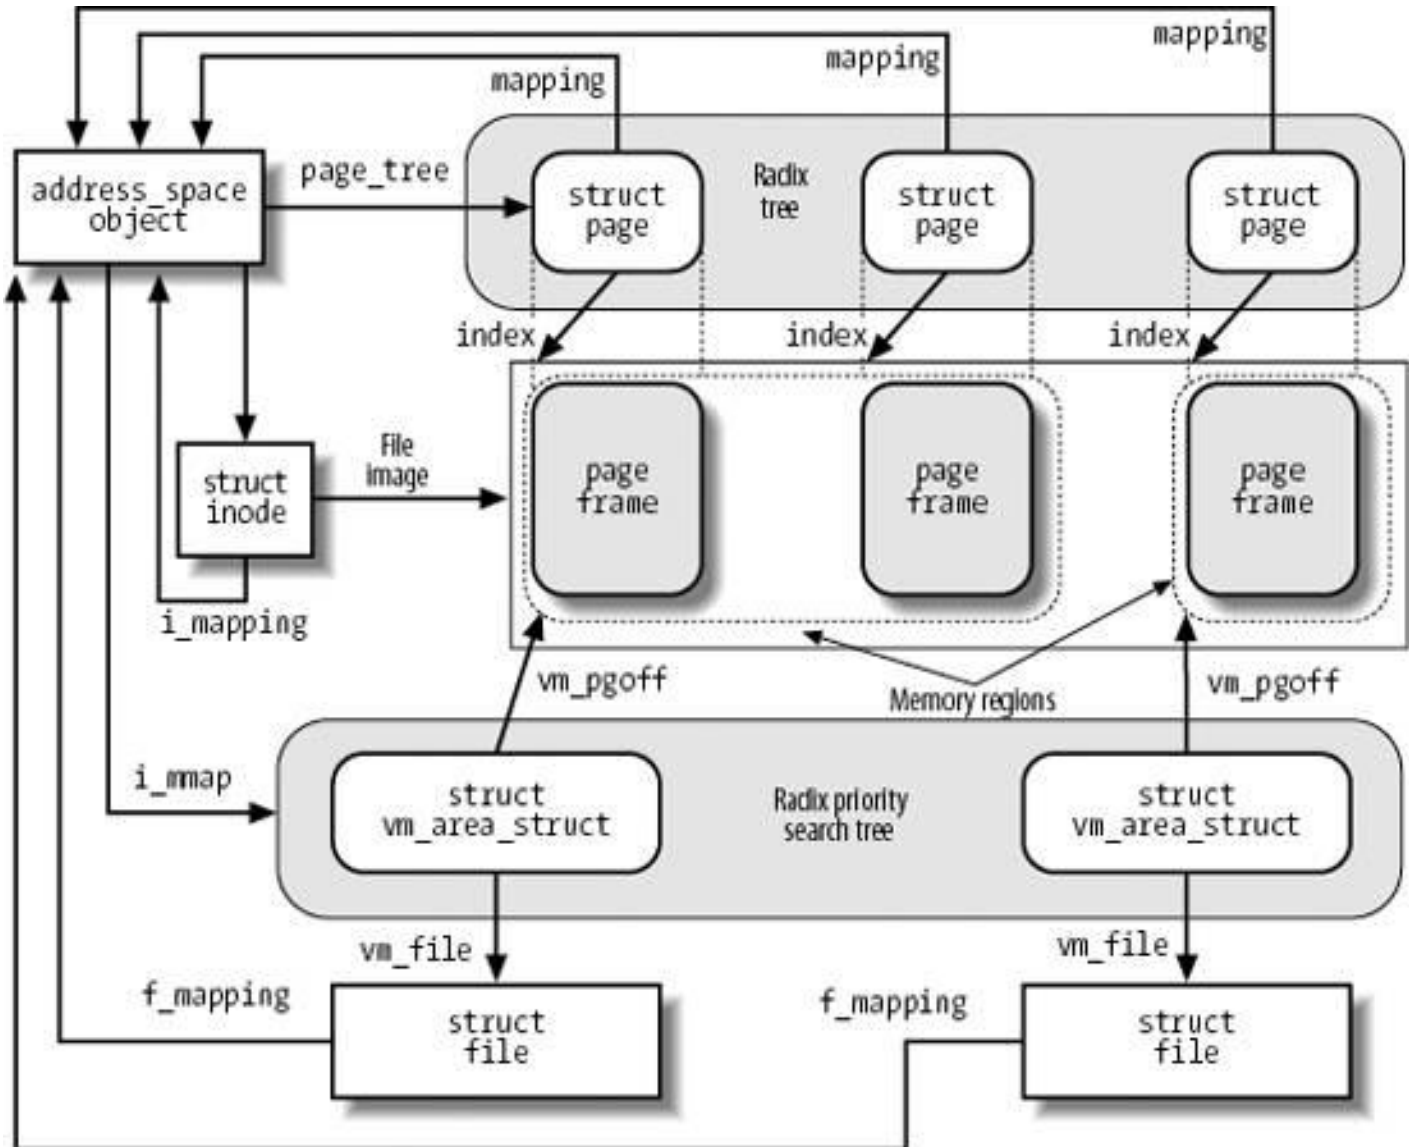 mapping
mapping
mapping
address_space
object
page_tree
struct
page
Radix
tree
struct
page
struct
page
index
index
index
struct
inode
File
image
page
frame
page
frame
page
frame
i_mapping
vm_pgoff
Memory regions
vm_pgoff
i_mmap
struct
vm_area_struct
Radix priority
search tree
struct
vm_area_struct
vm_file
vm_file
f_mapping
f_mapping
struct
file
struct
file